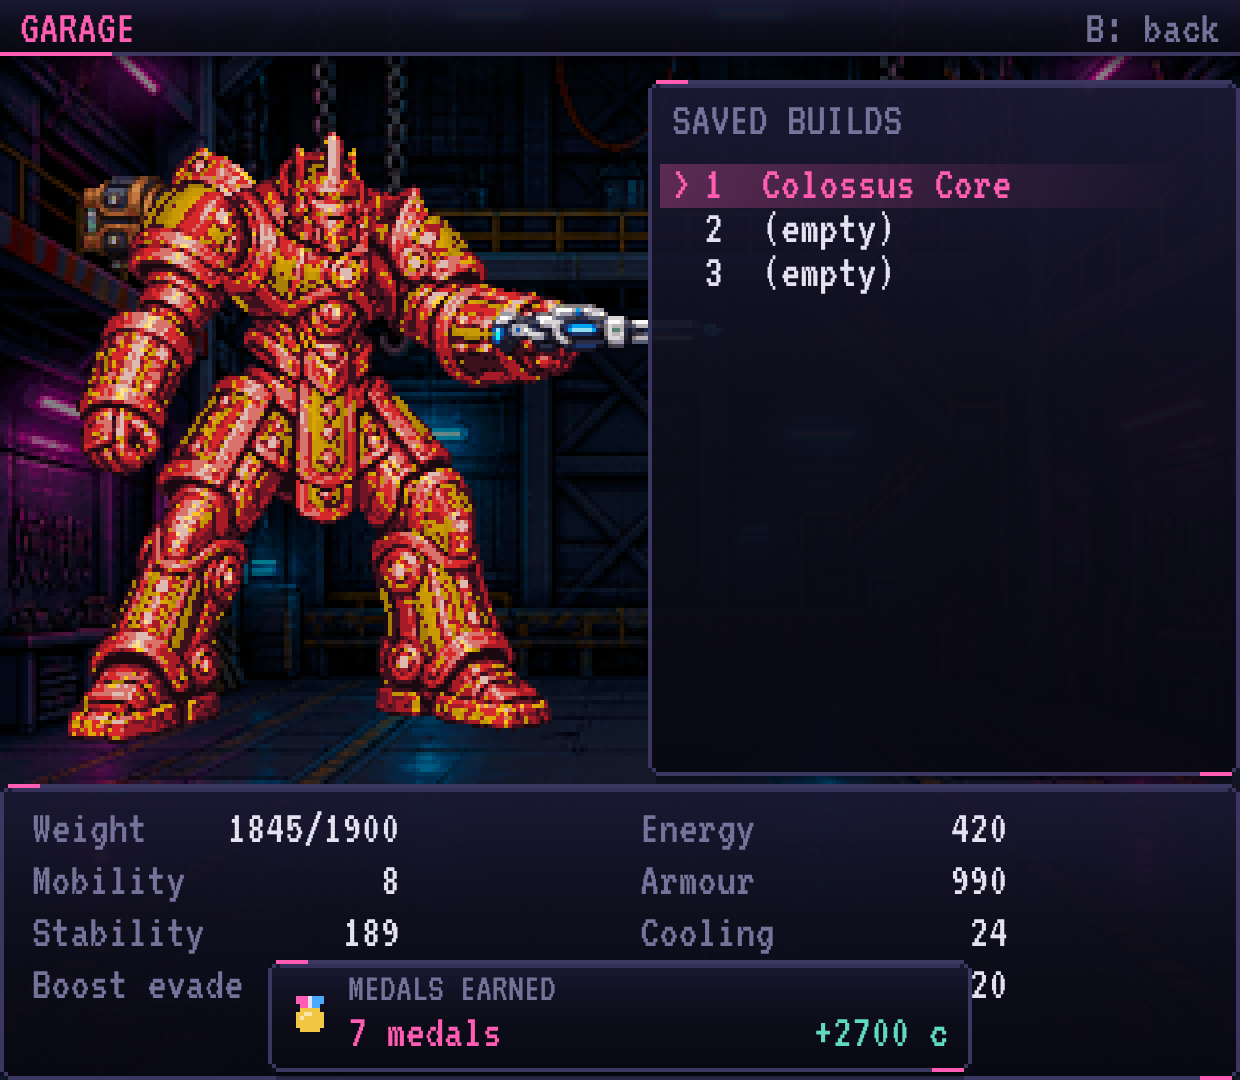 GARAGE
B: back
SAVED BUILDS
> 1 Colossus Core
2 (empty)
3 (empty)
Weight 1845/1900
Energy 420
Mobility 8
Armour 990
Stability 189
Cooling 24
Boost evade
20
MEDALS EARNED
7 medals +2700 c